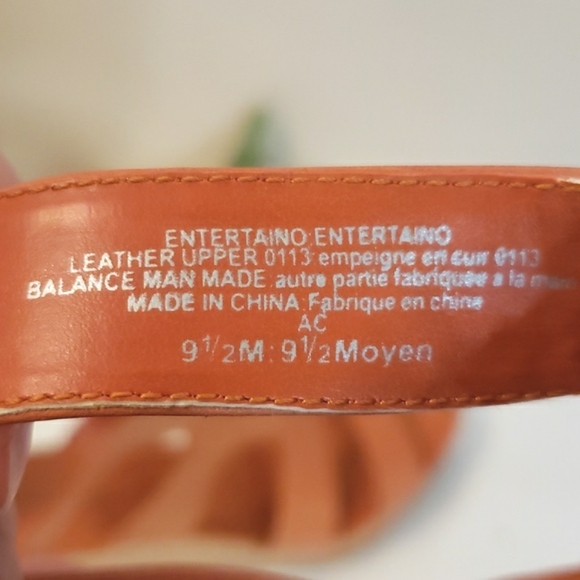 ENTERTAINO:ENTERTAINO
LEATHER UPPER 0113:empeigne en cuir 0113
BALANCE MAN MADE:autre partie fabriquee a la
MADE IN CHINA:Fabrique en chine
AC
9 1/2M:9 1/2Moyen